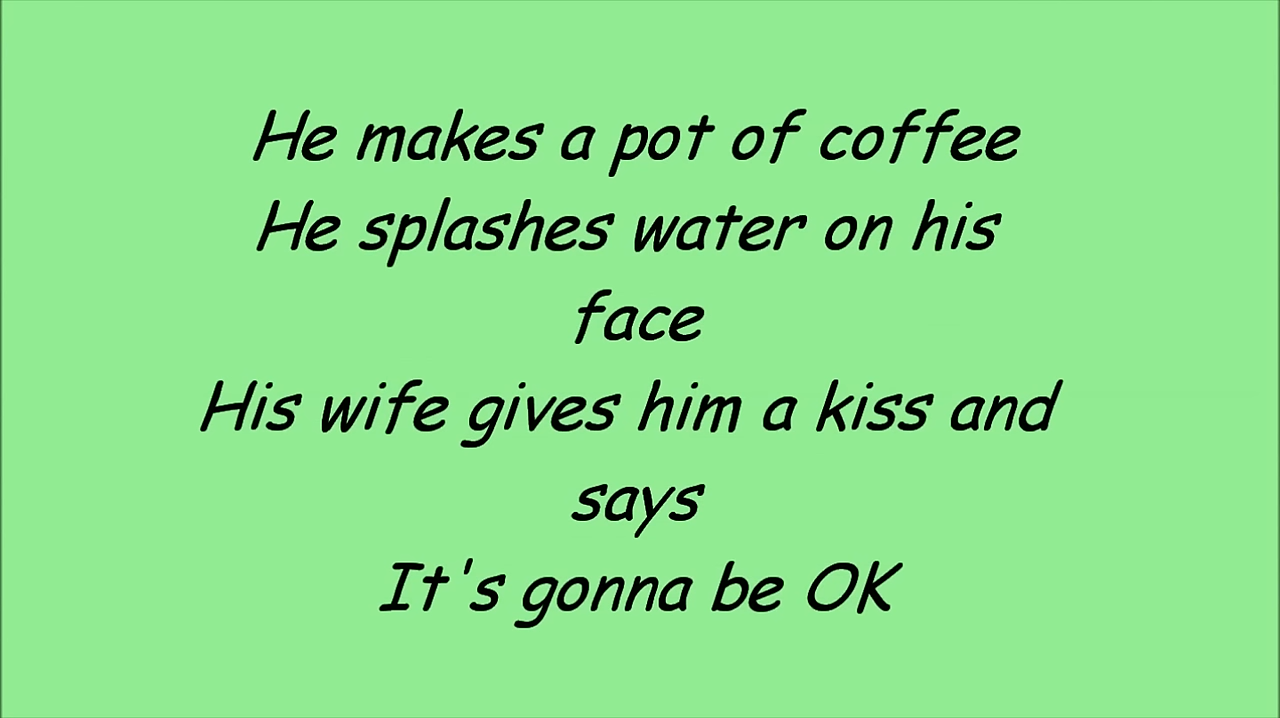 He makes a pot of coffee
He splashes water on his
face
His wife gives him a kiss and
says
It's gonna be OK